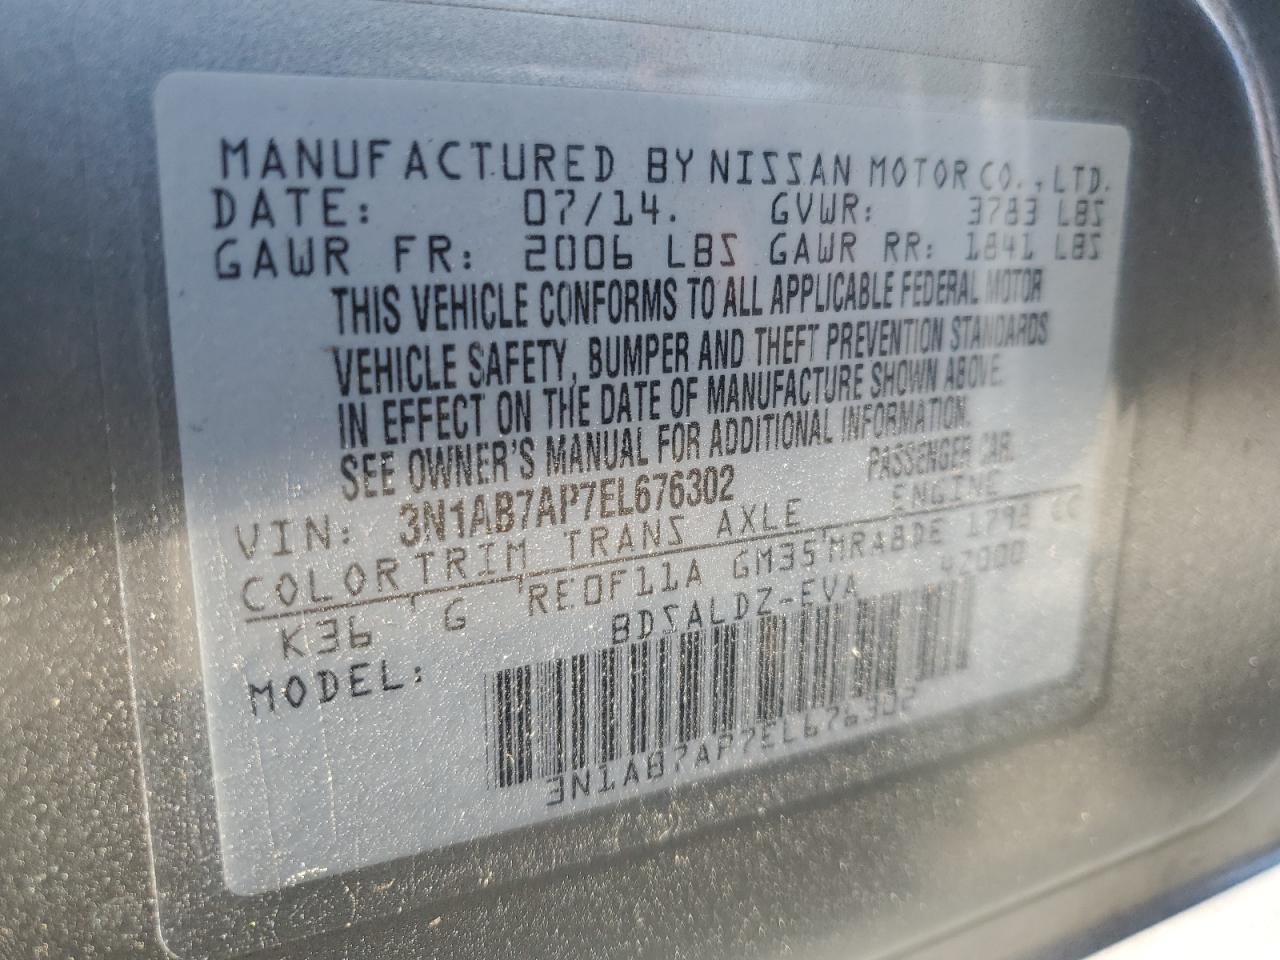 MANUFACTURED BY NISSAN MOTOR CO., LTD.
DATE: 07/14. GVWR: 3783 LBS
GAWR FR: 2006 LBS GAWR RR: 1841 LBS
THIS VEHICLE CONFORMS TO ALL APPLICABLE FEDERAL MOTOR
VEHICLE SAFETY, BUMPER AND THEFT PREVENTION STANDARDS
IN EFFECT ON THE DATE OF MANUFACTURE SHOWN ABOVE.
SEE OWNER'S MANUAL FOR ADDITIONAL INFORMATION.
VIN: 3N1AB7AP7EL676302 PASSENGER CAR.
COLOR TRIM TRANS AXLE ENGINE
K36 G RE0F11A GM35 MRA8DE 1798 CC
MODEL: BDSALDZ-EVA 42000
3N1AB7AP7EL676302